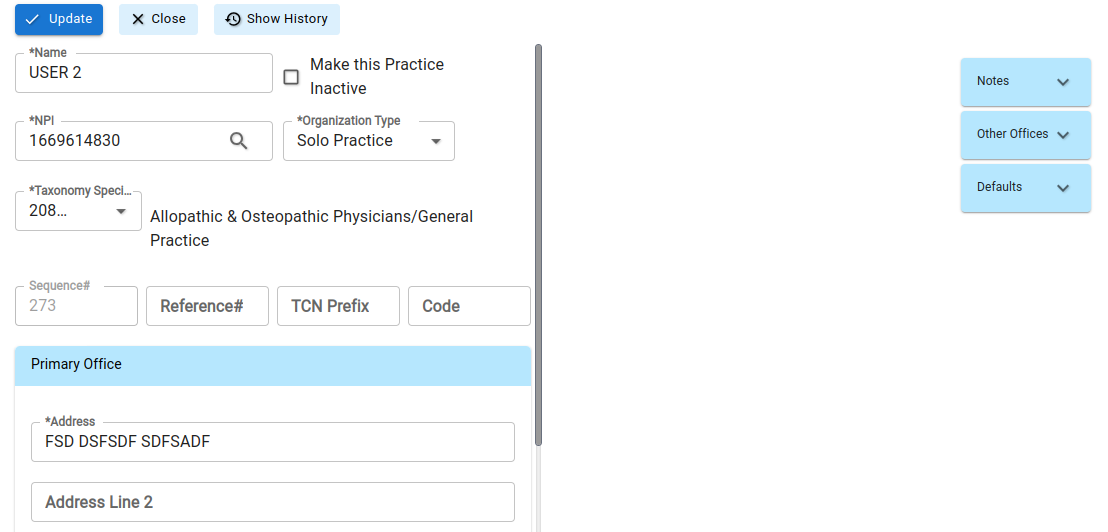 Update Close Show History
*Name
USER 2
Make this Practice
Inactive
Notes
*NPI
1669614830
*Organization Type
Solo Practice
Other Offices
*Taxonomy Speci...
208...
Allopathic & Osteopathic Physicians/General
Practice
Defaults
Sequence#
273
Reference#
TCN Prefix
Code
Primary Office
*Address
FSD DSFSDF SDFSADF
Address Line 2